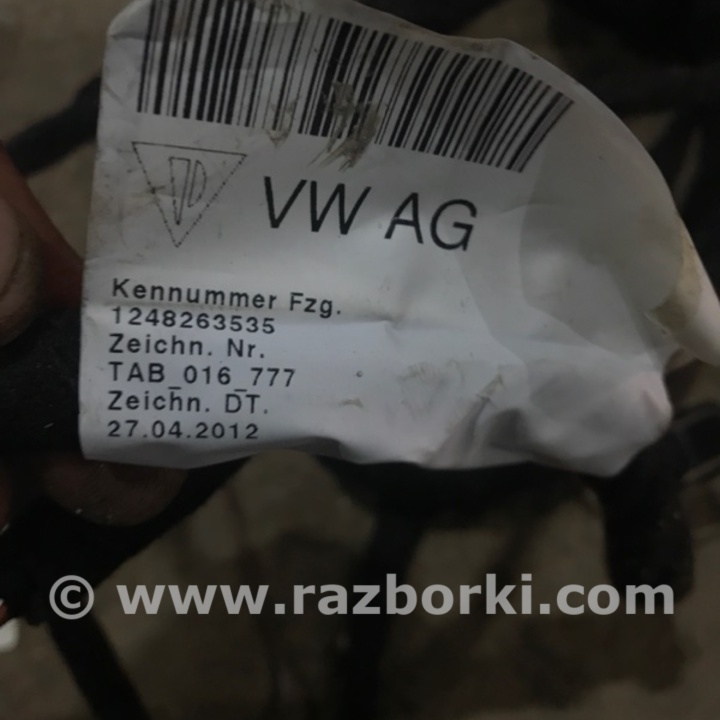 VW AG
Kennummer Fzg.
1248263535
Zeichn. Nr.
TAB_016_777
Zeichn. DT.
27.04.2012
© www.razborki.com